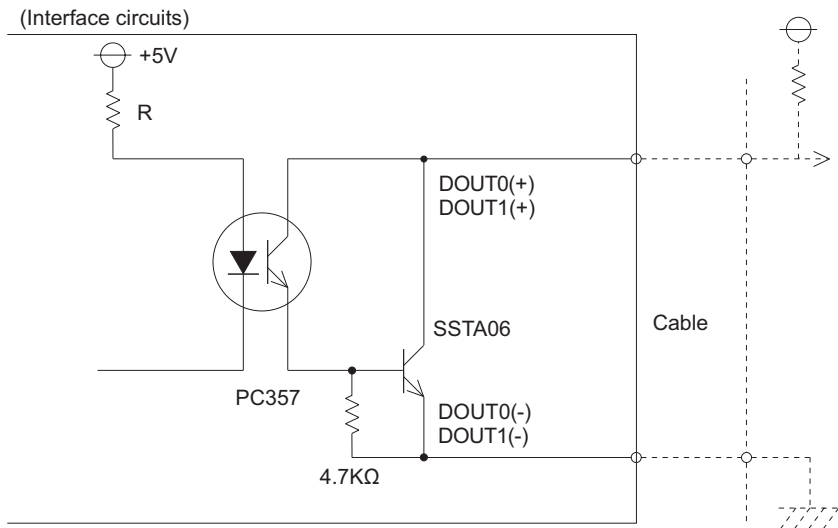 (Interface circuits)
+5V
R
DOUT0(+)
DOUT1(+)
SSTA06
Cable
PC357
DOUT0(-)
DOUT1(-)
4.7KΩ